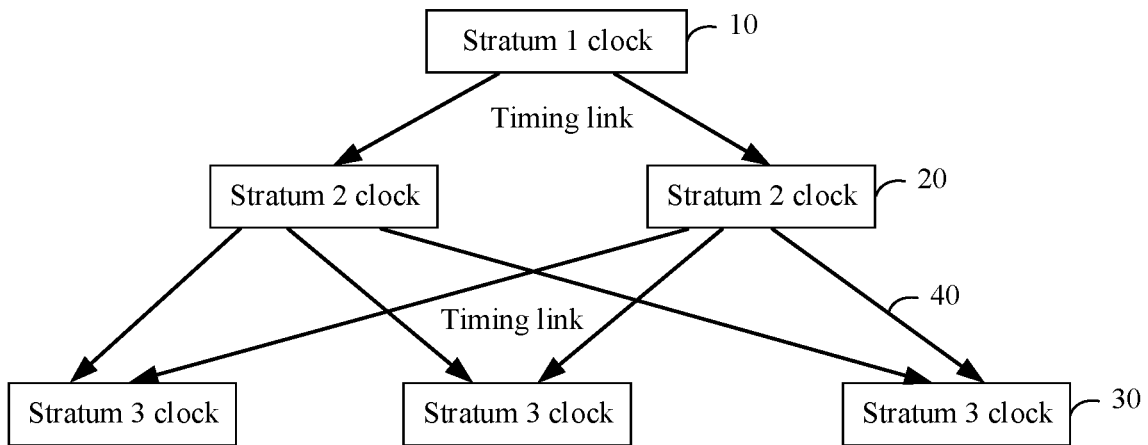 Stratum 1 clock
10
Timing link
Stratum 2 clock
Stratum 2 clock
20
Timing link
40
Stratum 3 clock
Stratum 3 clock
Stratum 3 clock
30